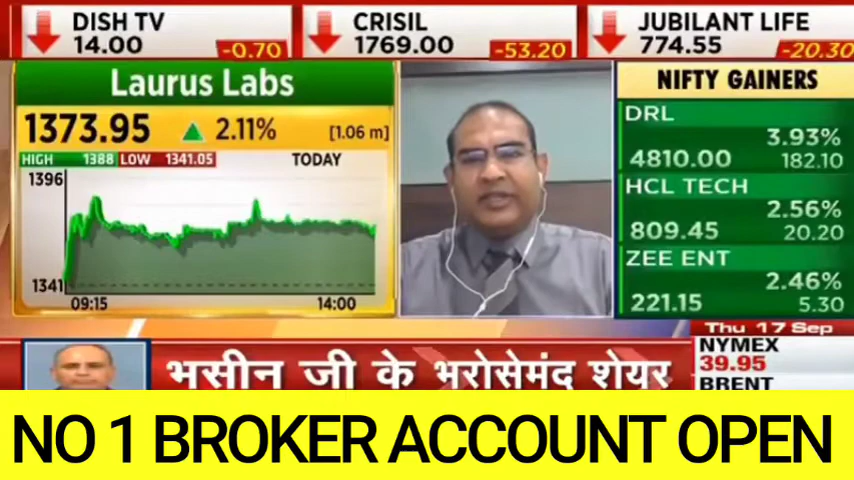 DISH TV
14.00 -0.70
CRISIL
1769.00 -53.20
JUBILANT LIFE
774.55 -20.30
Laurus Labs
1373.95 2.11% [1.06 m]
HIGH 1388 LOW 1341.05 TODAY
1396
1341
09:15 14:00
NIFTY GAINERS
DRL
3.93%
4810.00 182.10
HCL TECH
2.56%
809.45 20.20
ZEE ENT
2.46%
221.15 5.30
Thu 17 Sep
NYMEX
39.95
BRENT
भसीन जी के भरोसेमंद शेयर
NO 1 BROKER ACCOUNT OPEN